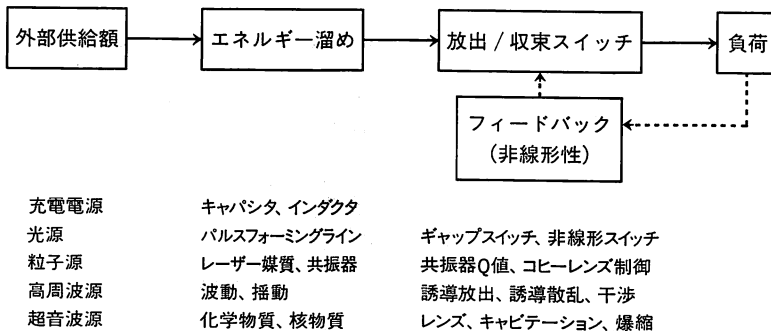 外部供給額
エネルギー溜め
放出 / 収束スイッチ
負荷
フィードバック
(非線形性)
充電電源
キャパシタ、インダクタ
光源
パルスフォーミングライン
ギャップスイッチ、非線形スイッチ
粒子源
レーザー媒質、共振器
共振器Q値、コヒーレンズ制御
高周波源
波動、揺動
誘導放出、誘導散乱、干渉
超音波源
化学物質、核物質
レンズ、キャビテーション、爆縮